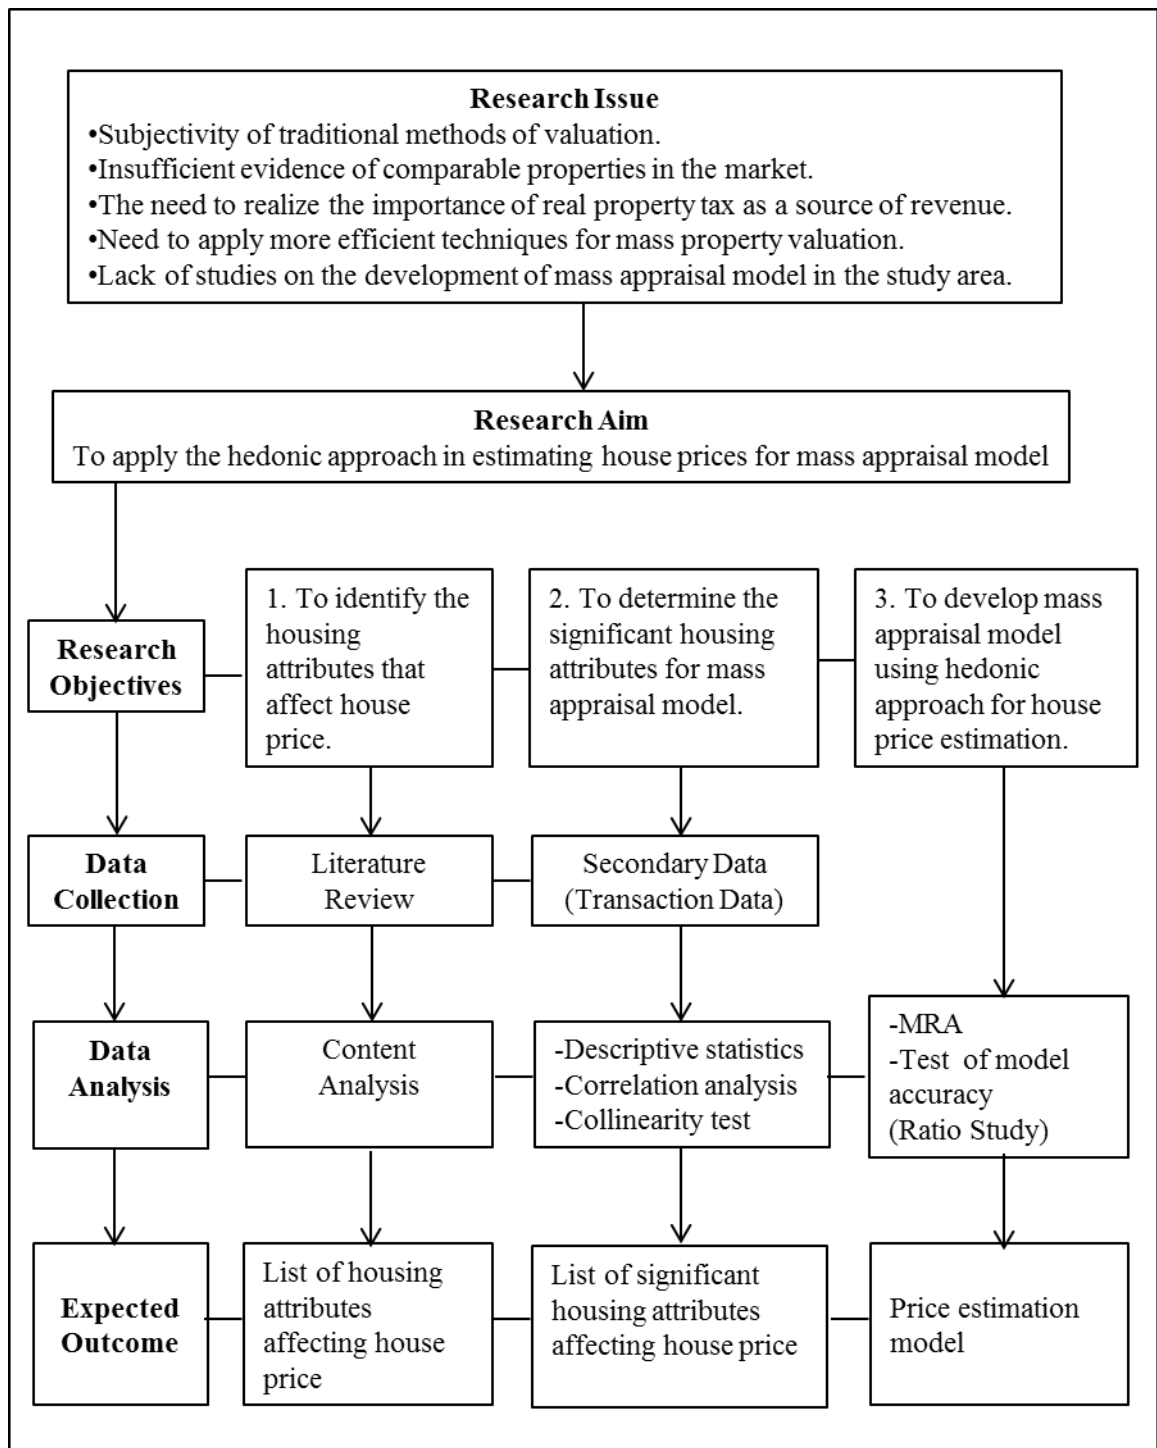 Research Issue
•Subjectivity of traditional methods of valuation.
•Insufficient evidence of comparable properties in the market.
•The need to realize the importance of real property tax as a source of revenue.
•Need to apply more efficient techniques for mass property valuation.
•Lack of studies on the development of mass appraisal model in the study area.
Research Aim
To apply the hedonic approach in estimating house prices for mass appraisal model
Research
Objectives
1. To identify the
housing
attributes that
affect house
price.
2. To determine the
significant housing
attributes for mass
appraisal model.
3. To develop mass
appraisal model
using hedonic
approach for house
price estimation.
Data
Collection
Literature
Review
Secondary Data
(Transaction Data)
Data
Analysis
Content
Analysis
-Descriptive statistics
-Correlation analysis
-Collinearity test
-MRA
-Test of model
accuracy
(Ratio Study)
Expected
Outcome
List of housing
attributes
affecting house
price
List of significant
housing attributes
affecting house price
Price estimation
model